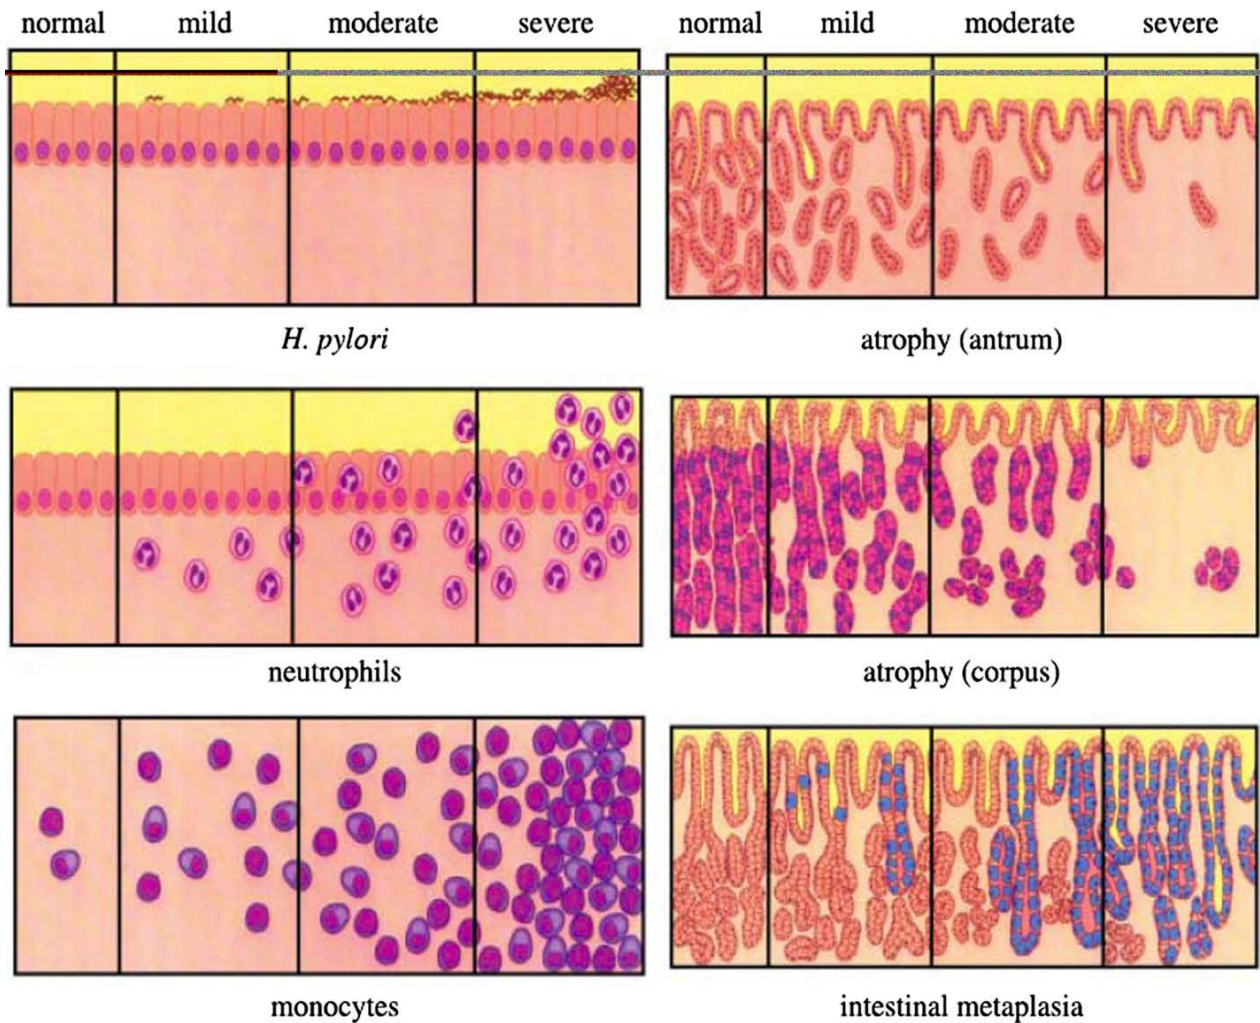 normal mild moderate severe normal mild moderate severe
H. pylori atrophy (antrum)
neutrophils atrophy (corpus)
monocytes intestinal metaplasia